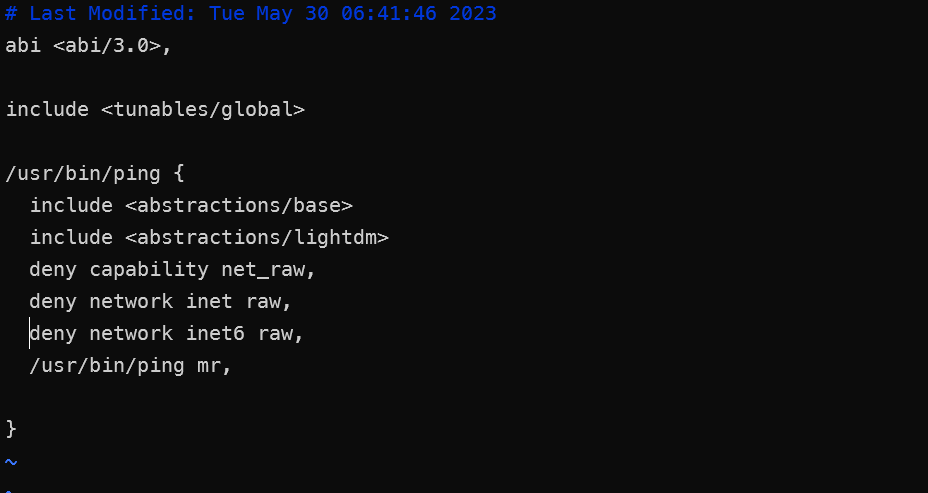 # Last Modified: Tue May 30 06:41:46 2023
abi <abi/3.0>,
include <tunables/global>
/usr/bin/ping {
  include <abstractions/base>
  include <abstractions/lightdm>
  deny capability net_raw,
  deny network inet raw,
  deny network inet6 raw,
  /usr/bin/ping mr,
}
~